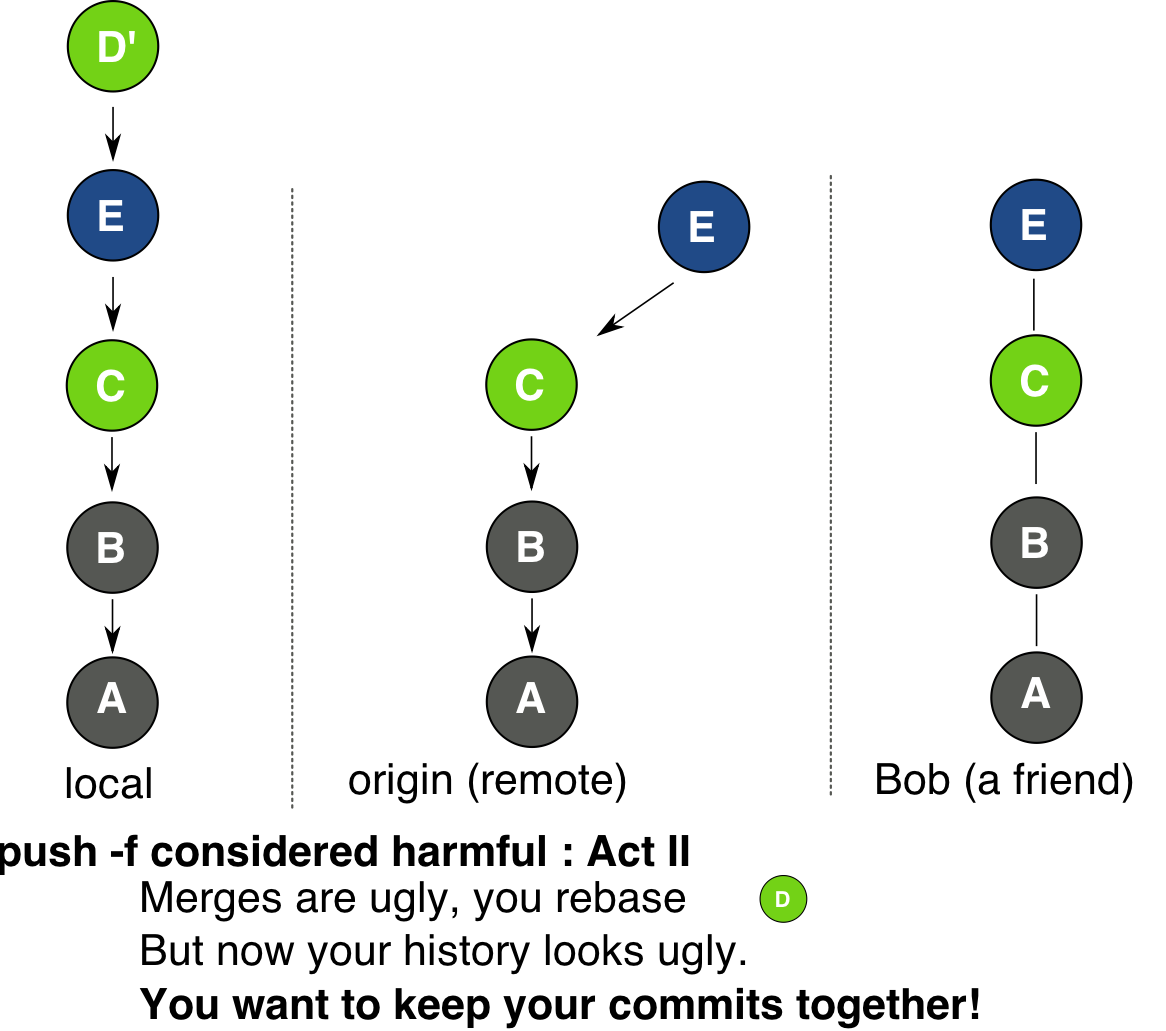 D'
E
E
E
C
C
C
B
B
B
A
A
A
local
origin (remote)
Bob (a friend)
push -f considered harmful : Act II
Merges are ugly, you rebase D
But now your history looks ugly.
You want to keep your commits together!